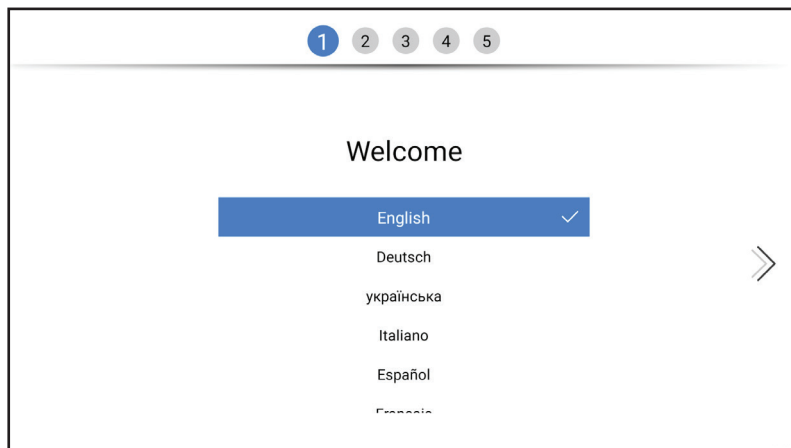 1 2 3 4 5
Welcome
English
Deutsch
українська
Italiano
Español